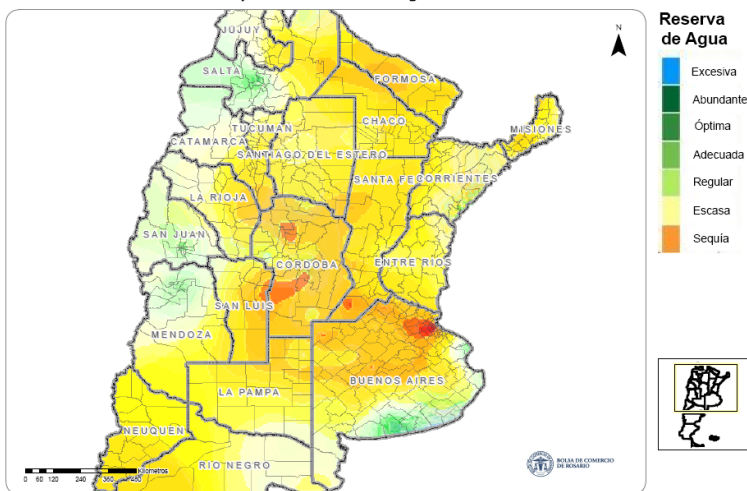 Reserva
de Agua
Excesiva
Abundante
Óptima
Adecuada
Regular
Escasa
Sequía
N
JUJUY
SALTA
FORMOSA
CHACO
MISIONES
TUCUMAN
CATAMARCA
SANTIAGO DEL ESTERO
SANTA FE
CORRIENTES
LA RIOJA
SAN JUAN
CÓRDOBA
ENTRE RIOS
SAN LUIS
MENDOZA
BUENOS AIRES
LA PAMPA
NEUQUEN
RIO NEGRO
Kilometros
0 60 120 240 360 480
BOLSA DE COMERCIO
DE ROSARIO